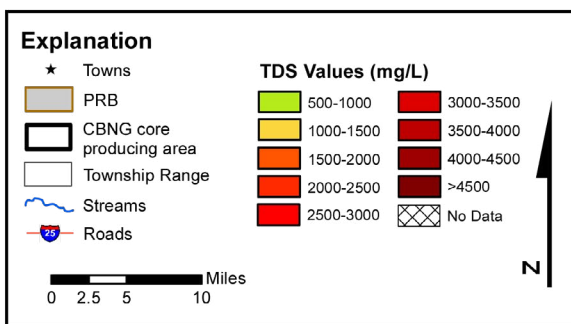 Explanation
Towns
PRB
CBNG core
producing area
Township Range
Streams
25
Roads
Miles
0 2.5 5 10
TDS Values (mg/L)
500-1000
1000-1500
1500-2000
2000-2500
2500-3000
3000-3500
3500-4000
4000-4500
>4500
No Data
N